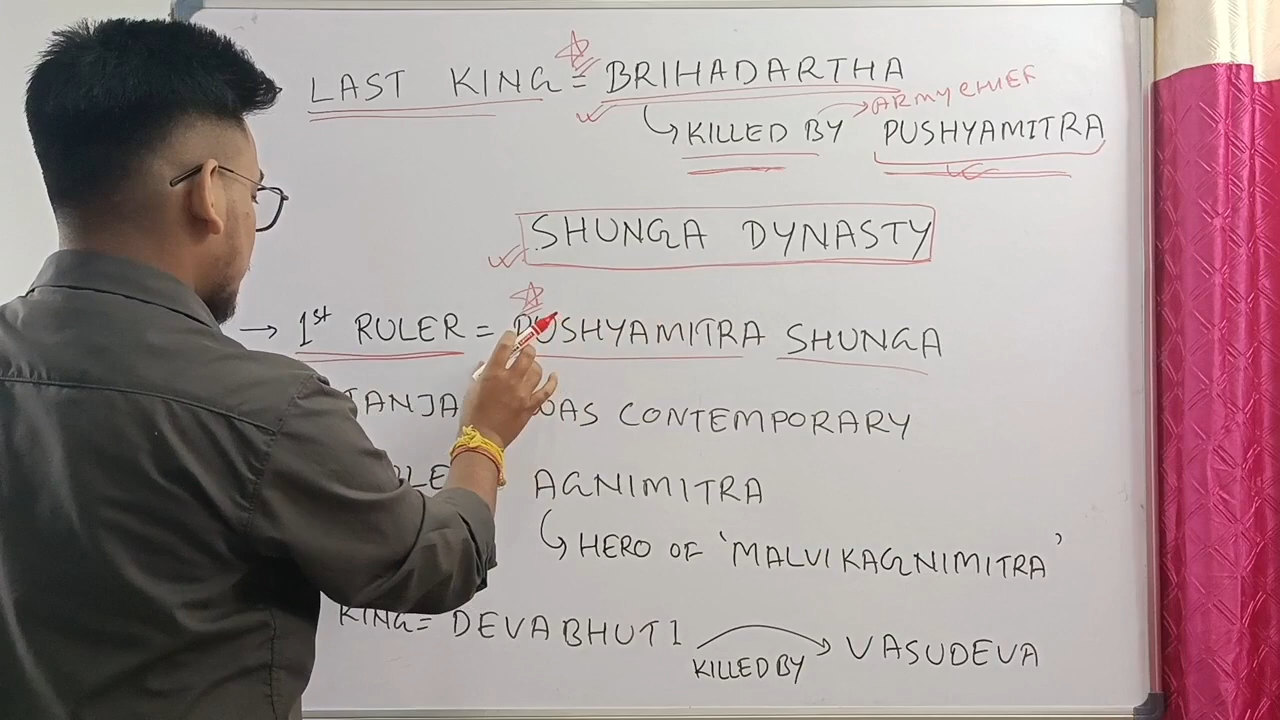 LAST KING = BRIHADARTHA
ARMY CHIEF
KILLED BY PUSHYAMITRA
SHUNGA DYNASTY
1st RULER = PUSHYAMITRA SHUNGA
WAS CONTEMPORARY
AGNIMITRA
HERO OF 'MALVIKAGNIMITRA'
KING = DEVABHUTI VASUDEVA
KILLED BY